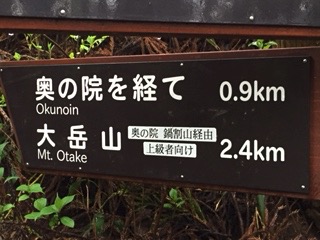 奥の院を経て 0.9km
Okunoin
大岳山 奥の院 鍋割山経由 2.4km
上級者向け
Mt. Otake